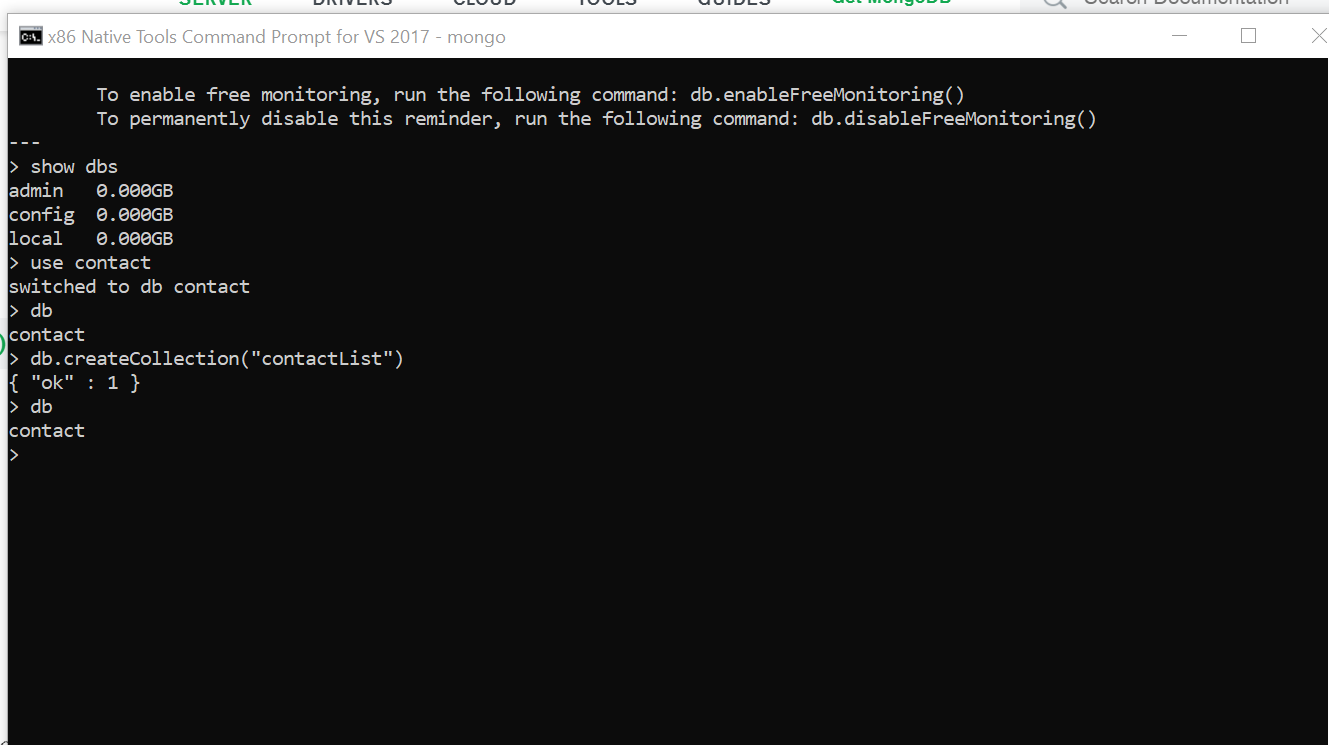 SERVER DRIVERS CLOUD TOOLS GUIDES Get MongoDB Search Documentation
x86 Native Tools Command Prompt for VS 2017 - mongo
To enable free monitoring, run the following command: db.enableFreeMonitoring()
To permanently disable this reminder, run the following command: db.disableFreeMonitoring()
---
> show dbs
admin   0.000GB
config  0.000GB
local   0.000GB
> use contact
switched to db contact
> db
contact
> db.createCollection("contactList")
{ "ok" : 1 }
> db
contact
>